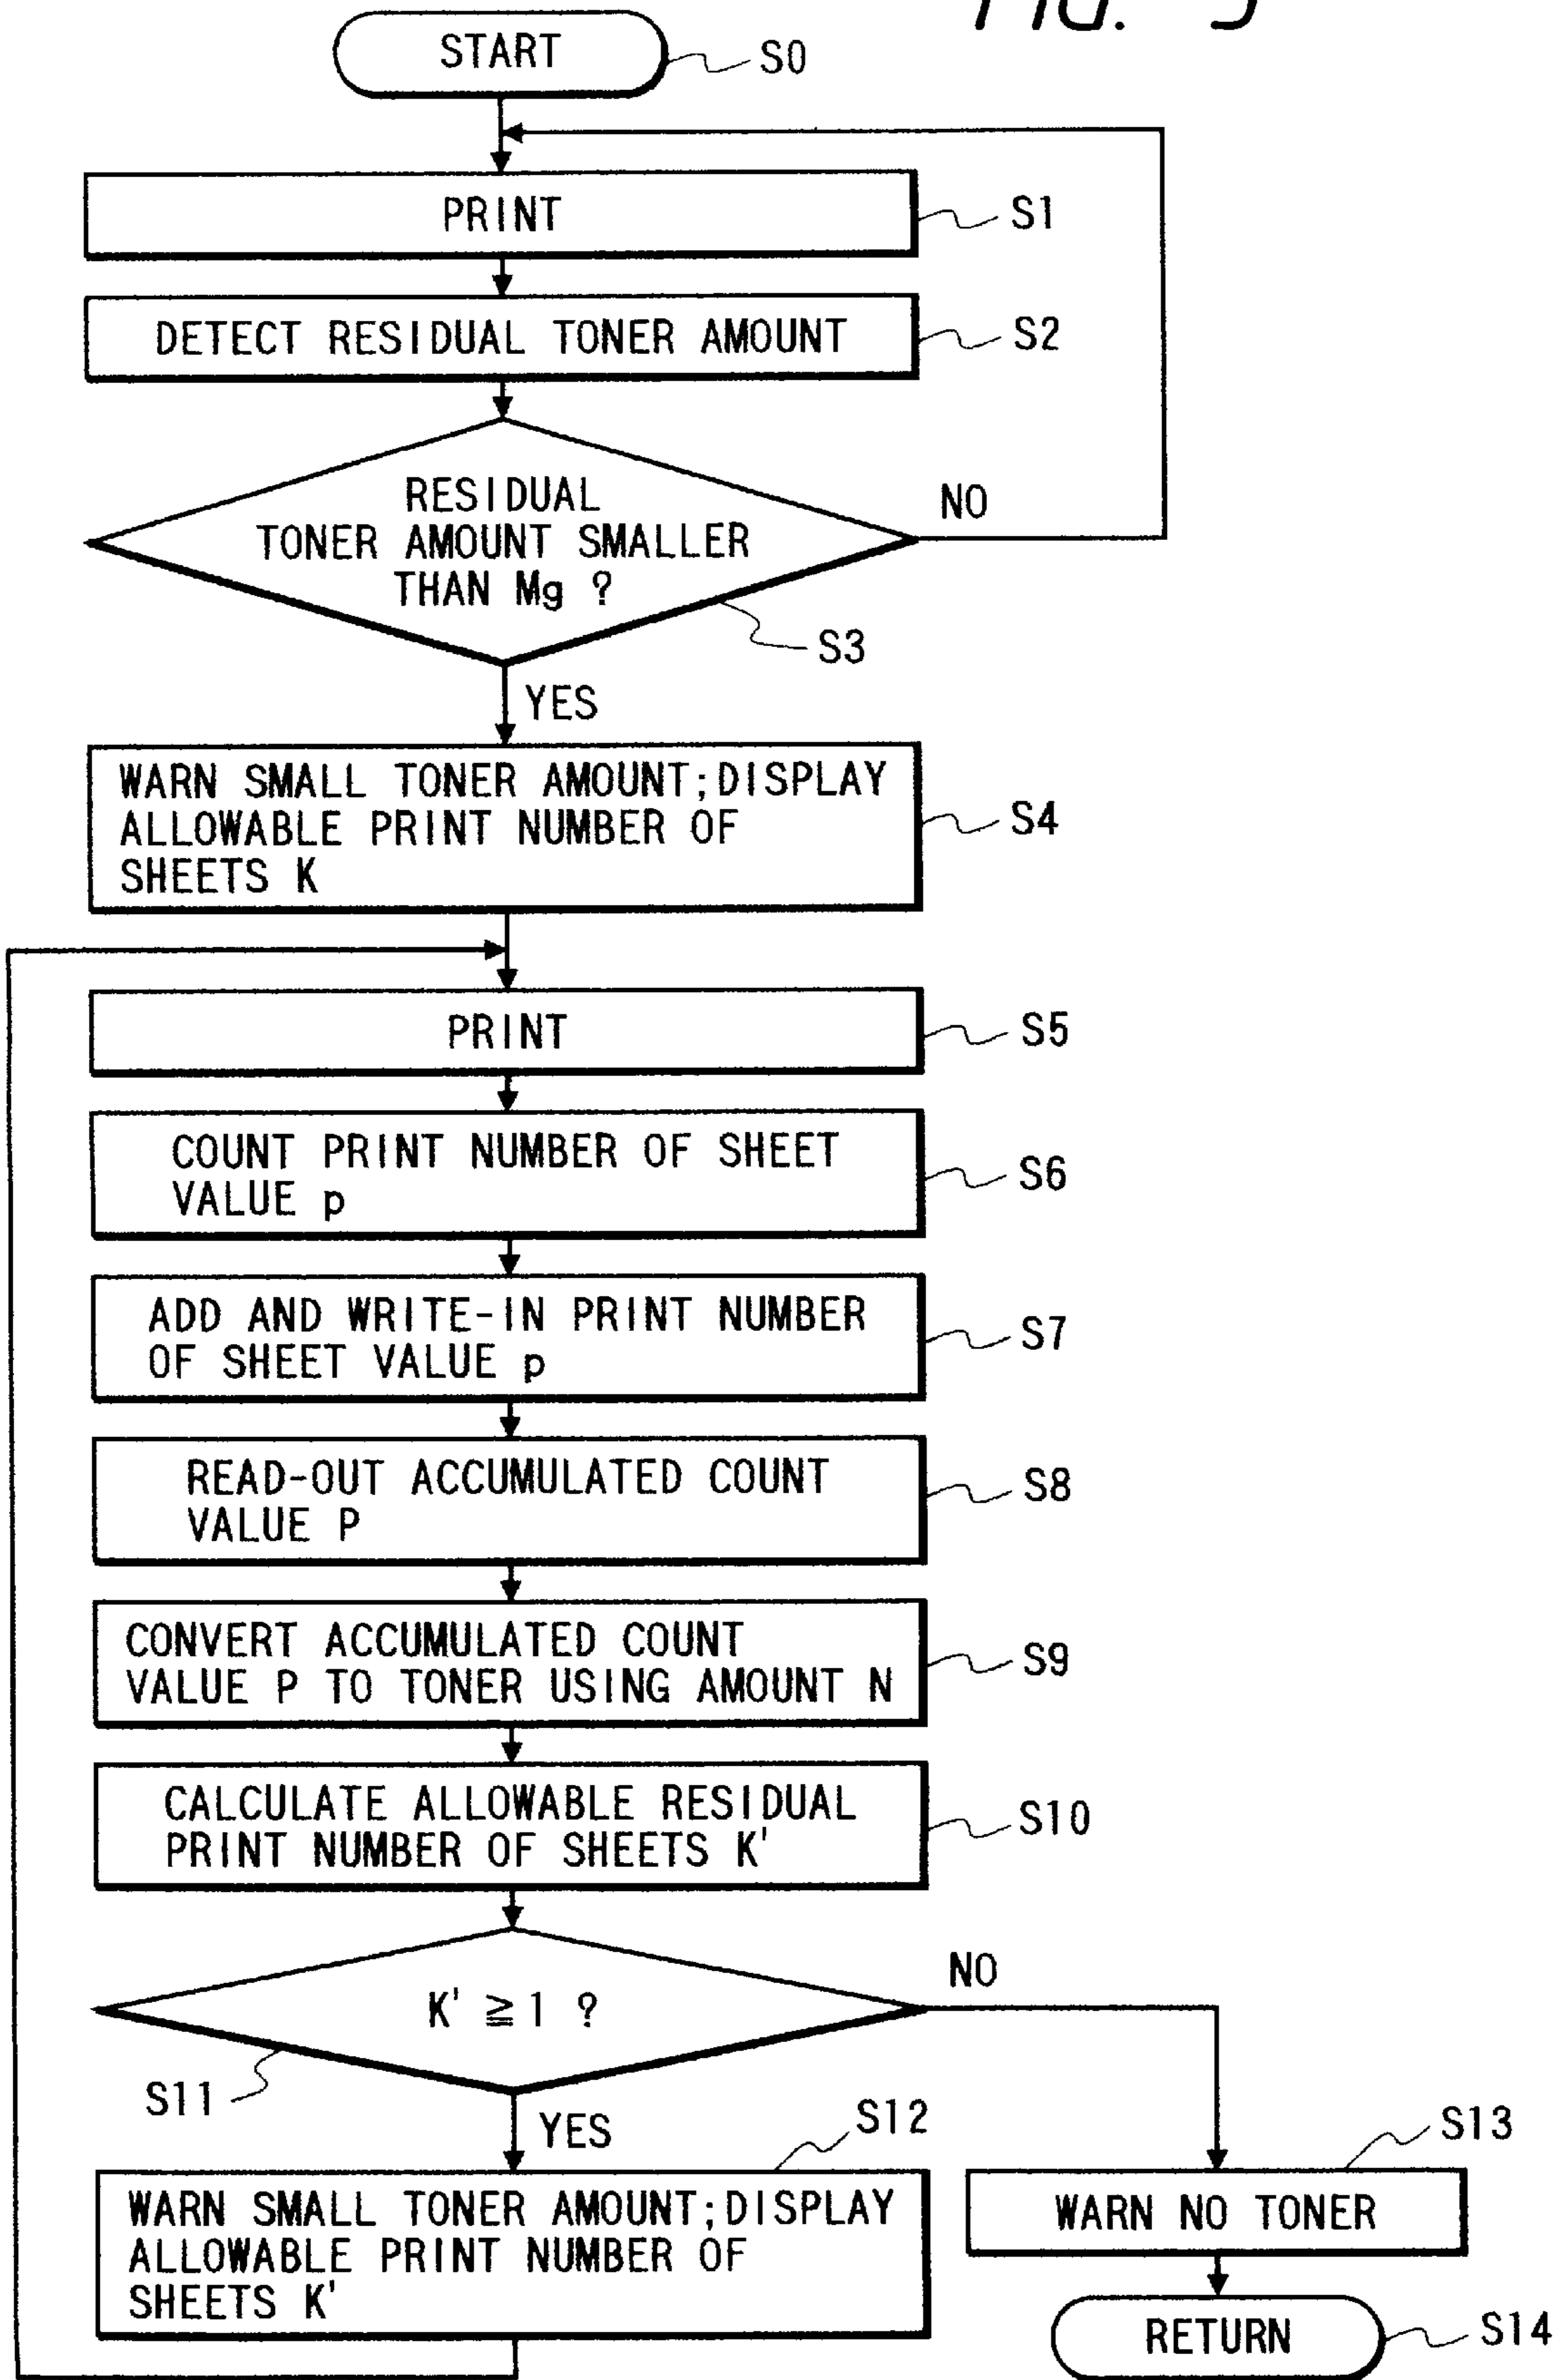 FIG. 5
START
S0
PRINT
S1
DETECT RESIDUAL TONER AMOUNT
S2
RESIDUAL
TONER AMOUNT SMALLER
THAN Mg ?
NO
S3
YES
WARN SMALL TONER AMOUNT;DISPLAY
ALLOWABLE PRINT NUMBER OF
SHEETS K
S4
PRINT
S5
COUNT PRINT NUMBER OF SHEET
VALUE p
S6
ADD AND WRITE-IN PRINT NUMBER
OF SHEET VALUE p
S7
READ-OUT ACCUMULATED COUNT
VALUE P
S8
CONVERT ACCUMULATED COUNT
VALUE P TO TONER USING AMOUNT N
S9
CALCULATE ALLOWABLE RESIDUAL
PRINT NUMBER OF SHEETS K'
S10
K' ≧ 1 ?
NO
S11
YES
S12
WARN SMALL TONER AMOUNT;DISPLAY
ALLOWABLE PRINT NUMBER OF
SHEETS K'
S13
WARN NO TONER
RETURN
S14